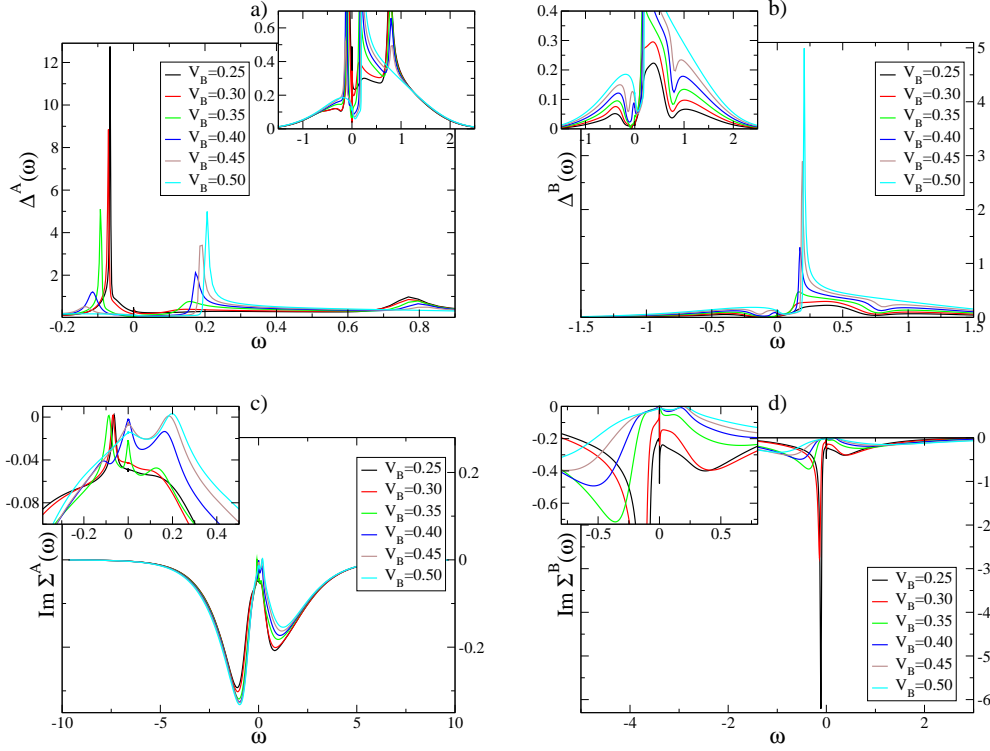 a)
0.6
0.4
0.2
0
-1
0
1
12
10
8
6
4
2
V_B=0.25
V_B=0.30
V_B=0.35
V_B=0.40
V_B=0.45
V_B=0.50
Δ^A(ω)
-0.2
0
0.2
0.4
0.6
0.8
ω
b)
0.4
0.3
0.2
0.1
0
-1
0
1
2
V_B=0.25
V_B=0.30
V_B=0.35
V_B=0.40
V_B=0.45
V_B=0.50
Δ^B(ω)
5
4
3
2
1
0
-1.5
-1
-0.5
0
0.5
1
1.5
ω
c)
0
-0.04
-0.08
-0.2
0
0.2
0.4
V_B=0.25
V_B=0.30
V_B=0.35
V_B=0.40
V_B=0.45
V_B=0.50
Im Σ^A(ω)
0.2
0
-0.2
-10
-5
0
5
10
ω
d)
0
-0.2
-0.4
-0.6
-0.5
0
0.5
0
-1
-2
-3
-4
-5
-6
Im Σ^B(ω)
V_B=0.25
V_B=0.30
V_B=0.35
V_B=0.40
V_B=0.45
V_B=0.50
-4
-2
0
2
ω